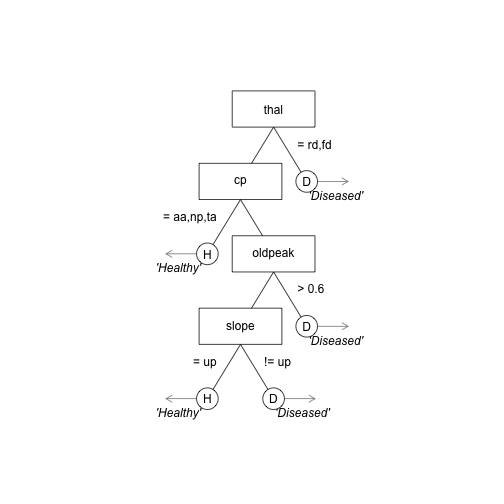 thal
= rd,fd
cp
D
'Diseased'
= aa,np,ta
H
oldpeak
'Healthy'
> 0.6
slope
D
'Diseased'
= up
!= up
H
D
'Healthy'
'Diseased'